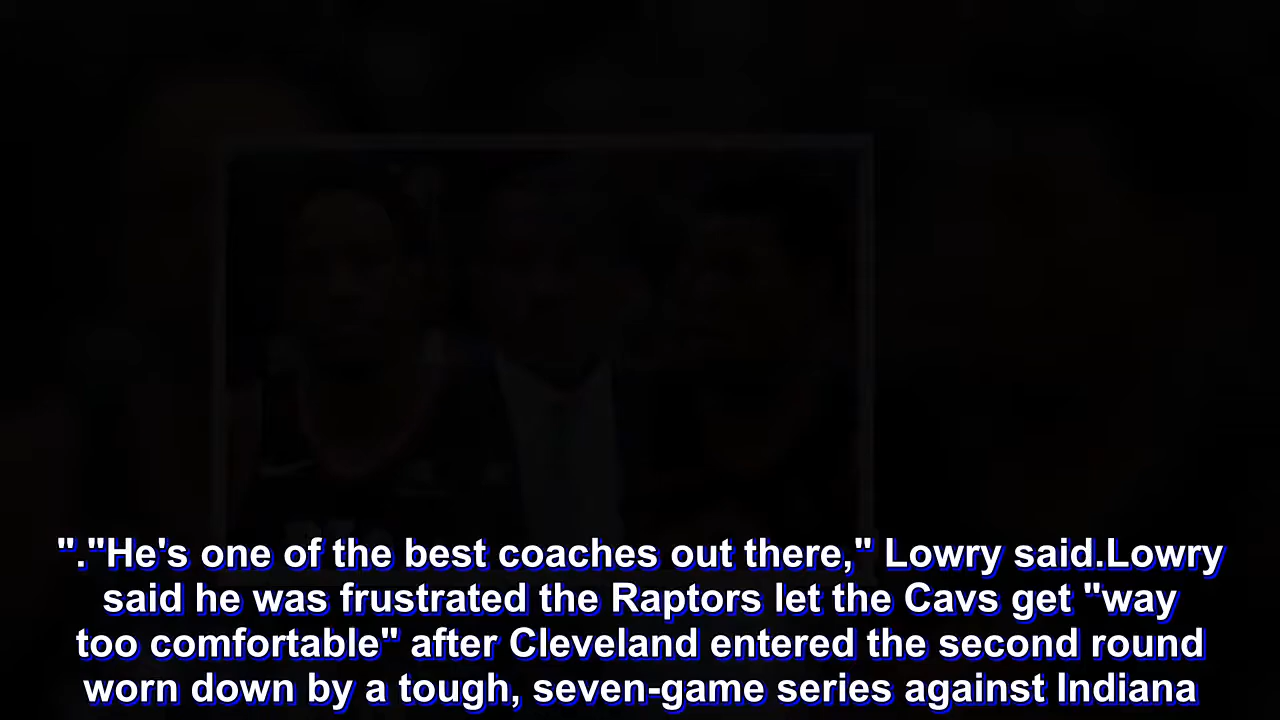 "."He's one of the best coaches out there," Lowry said.Lowry
said he was frustrated the Raptors let the Cavs get "way
too comfortable" after Cleveland entered the second round
worn down by a tough, seven-game series against Indiana